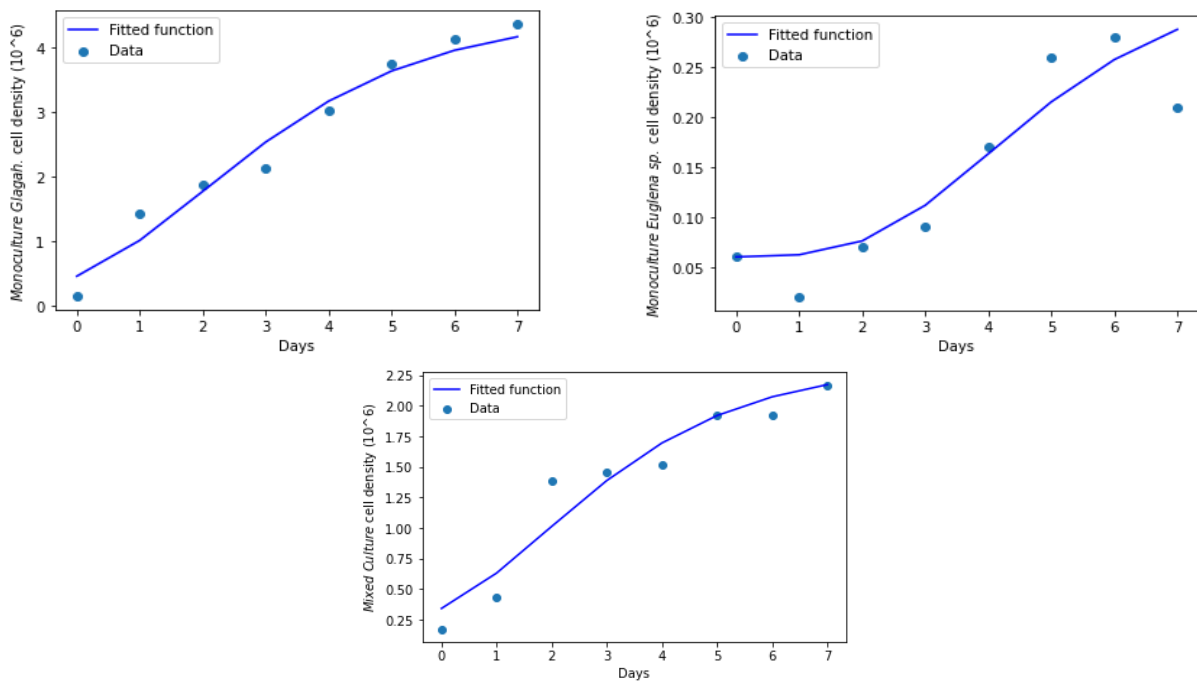 Monoculture Glagah. cell density (10^6)
Fitted function
Data
4
3
2
1
0
0 1 2 3 4 5 6 7
Days
Monoculture Euglena sp. cell density (10^6)
0.30
Fitted function
Data
0.25
0.20
0.15
0.10
0.05
0 1 2 3 4 5 6 7
Days
Mixed Culture cell density (10^6)
2.25
Fitted function
Data
2.00
1.75
1.50
1.25
1.00
0.75
0.50
0.25
0 1 2 3 4 5 6 7
Days